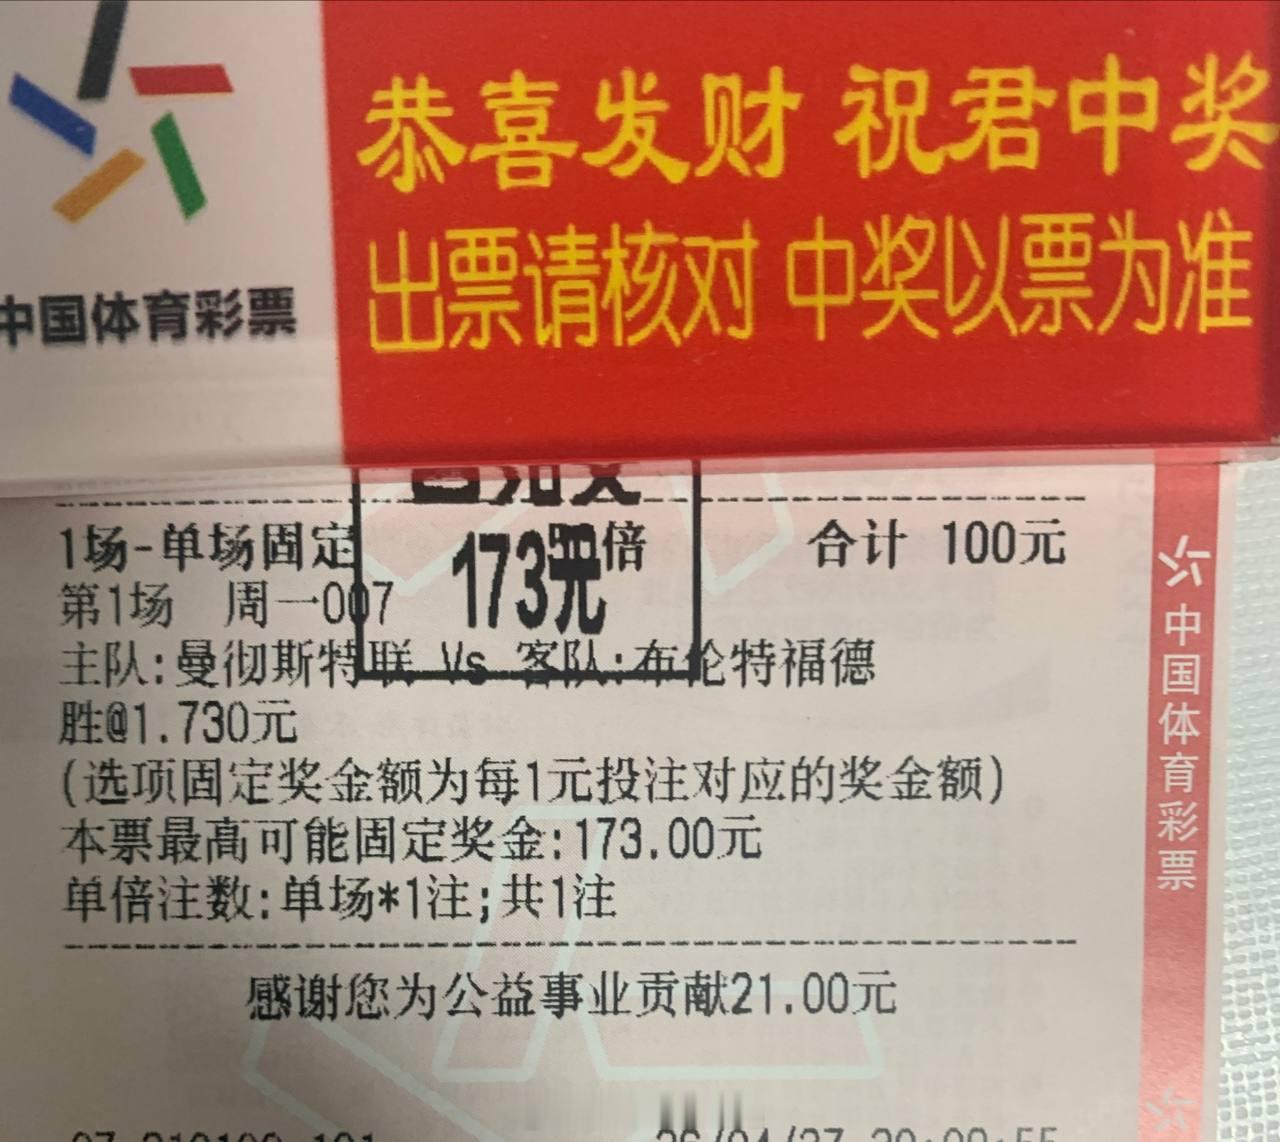 恭喜发财 祝君中奖
出票请核对 中奖以票为准
中国体育彩票
1场-单场固定
倍
合计 100元
173元
第1场 周一007
主队:曼彻斯特联 Vs 客队:布伦特福德
胜@1.730元
(选项固定奖金额为每1元投注对应的奖金额)
本票最高可能固定奖金:173.00元
单倍注数:单场*1注;共1注
感谢您为公益事业贡献21.00元
中国体育彩票